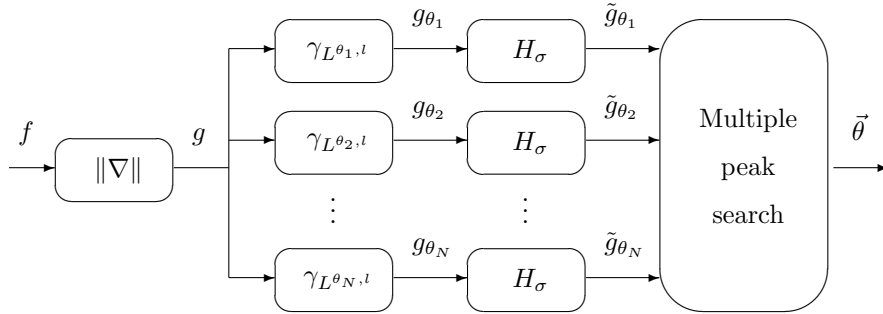 f
‖∇‖
g
γ_{L^{θ_1,l}}
g_{θ_1}
H_σ
g̃_{θ_1}
γ_{L^{θ_2,l}}
g_{θ_2}
H_σ
g̃_{θ_2}
⋮
⋮
γ_{L^{θ_N,l}}
g_{θ_N}
H_σ
g̃_{θ_N}
Multiple
peak
search
θ⃗